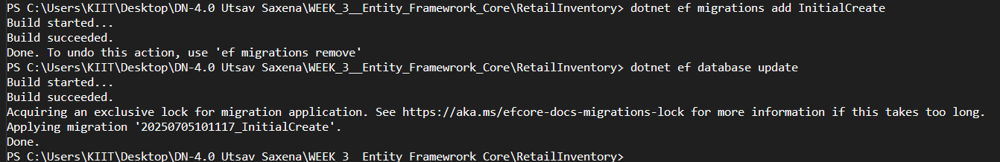 PS C:\Users\KIIT\Desktop\DN-4.0 Utsav Saxena\WEEK_3__Entity_Framewrork_Core\RetailInventory> dotnet ef migrations add InitialCreate
Build started...
Build succeeded.
Done. To undo this action, use 'ef migrations remove'
PS C:\Users\KIIT\Desktop\DN-4.0 Utsav Saxena\WEEK_3__Entity_Framewrork_Core\RetailInventory> dotnet ef database update
Build started...
Build succeeded.
Acquiring an exclusive lock for migration application. See https://aka.ms/efcore-docs-migrations-lock for more information if this takes too long.
Applying migration '20250705101117_InitialCreate'.
Done.
PS C:\Users\KIIT\Desktop\DN-4.0 Utsav Saxena\WEEK_3__Entity_Framewrork_Core\RetailInventory>